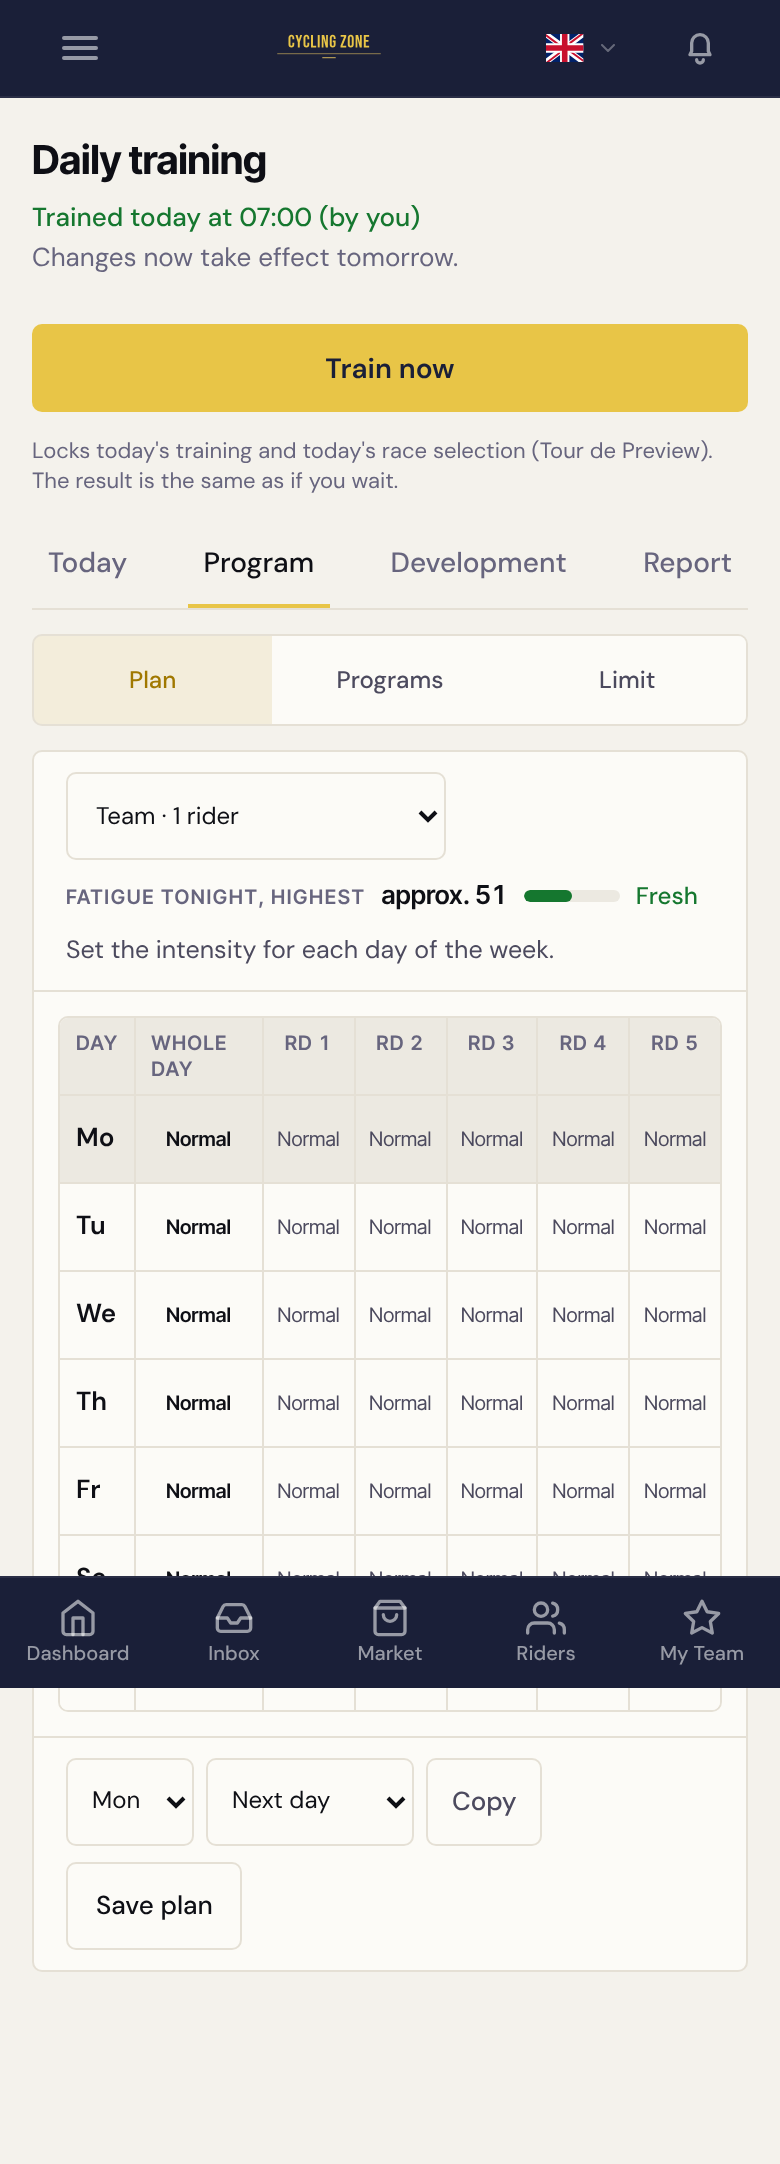 CYCLING ZONE
Daily training
Trained today at 07:00 (by you)
Changes now take effect tomorrow.
Train now
Locks today's training and today's race selection (Tour de Preview).
The result is the same as if you wait.
Today Program Development Report
Plan Programs Limit
Team · 1 rider
FATIGUE TONIGHT, HIGHEST approx. 51 Fresh
Set the intensity for each day of the week.
DAY WHOLE DAY RD 1 RD 2 RD 3 RD 4 RD 5
Mo Normal Normal Normal Normal Normal Normal
Tu Normal Normal Normal Normal Normal Normal
We Normal Normal Normal Normal Normal Normal
Th Normal Normal Normal Normal Normal Normal
Fr Normal Normal Normal Normal Normal Normal
Dashboard Inbox Market Riders My Team
Mon Next day Copy
Save plan